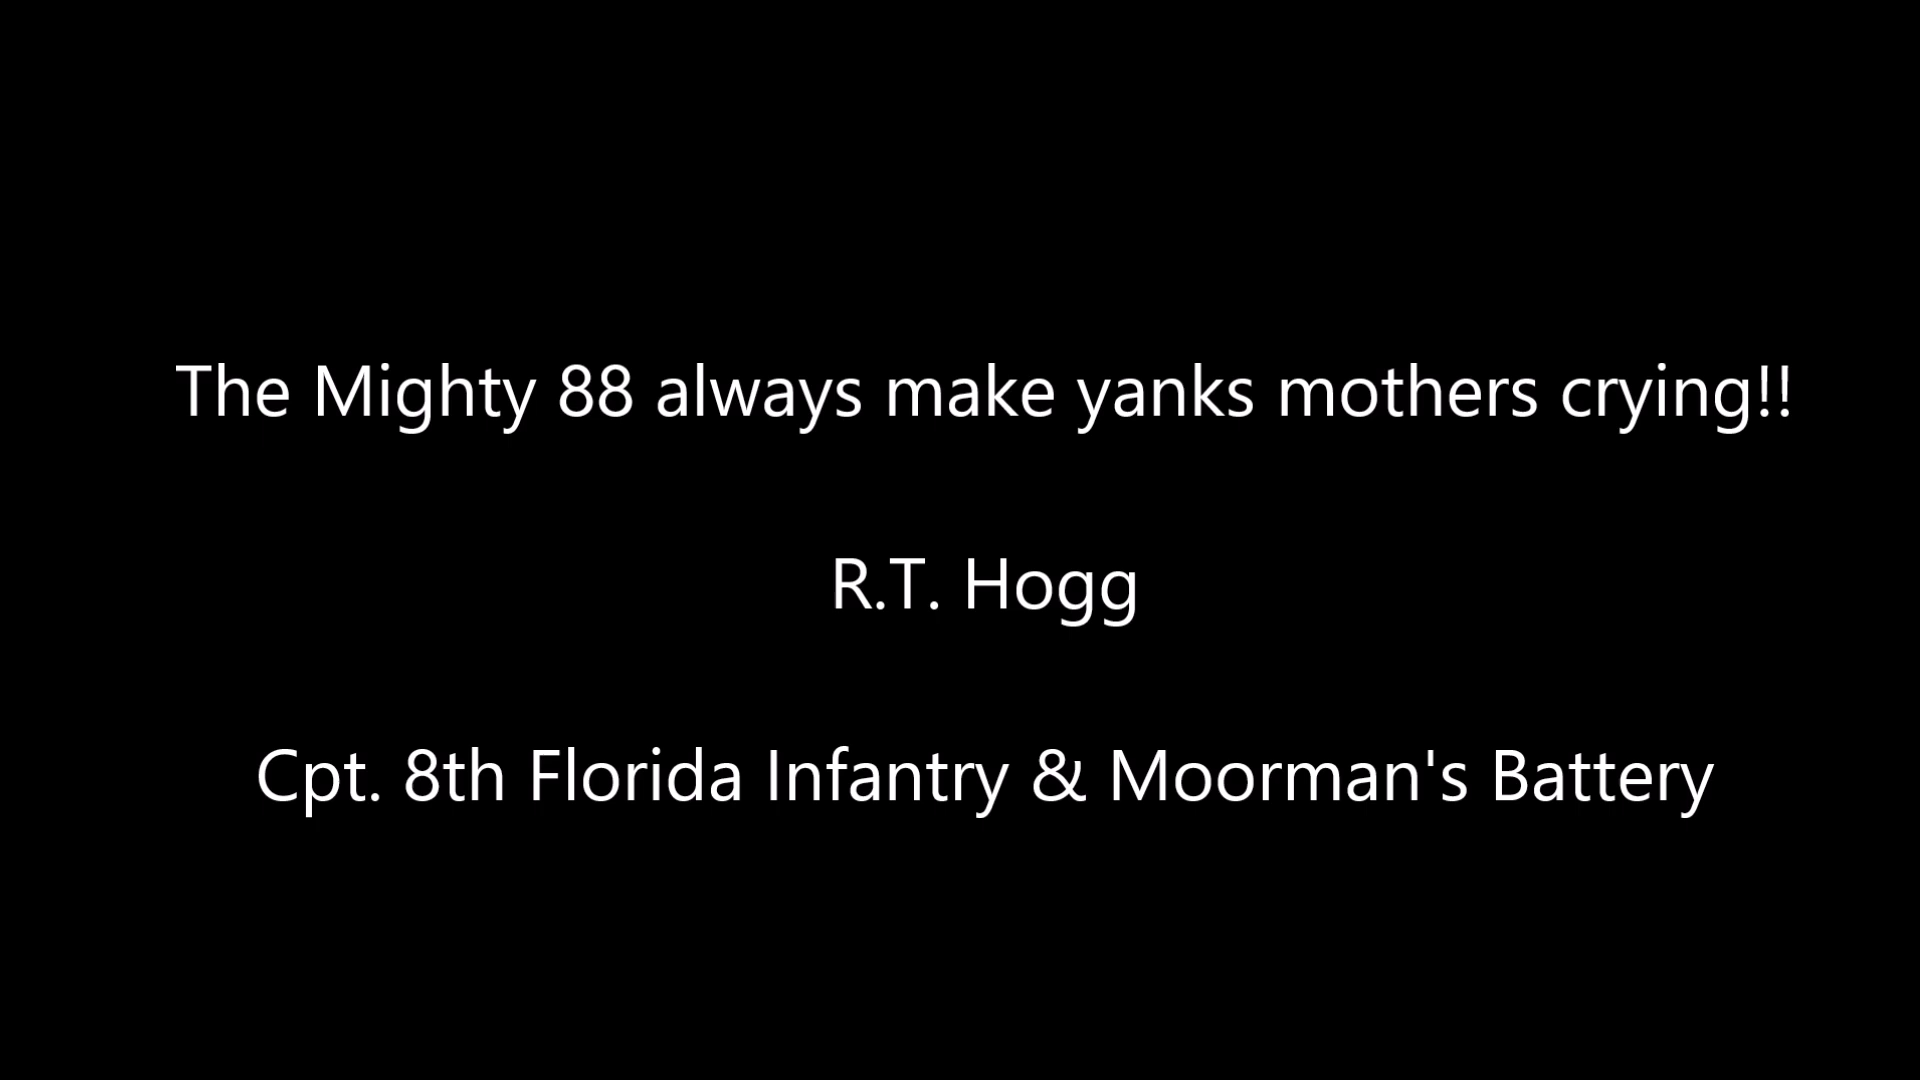 The Mighty 88 always make yanks mothers crying!!
R.T. Hogg
Cpt. 8th Florida Infantry & Moorman's Battery